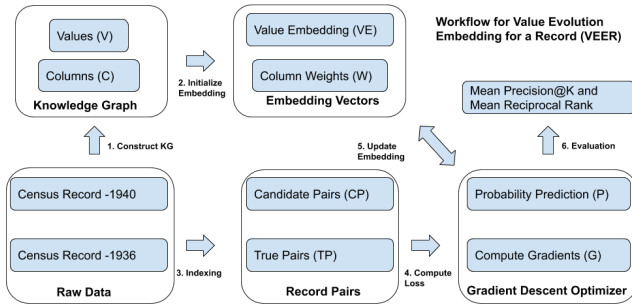 Workflow for Value Evolution
Embedding for a Record (VEER)
Values (V)
Columns (C)
Knowledge Graph
2. Initialize
Embedding
Value Embedding (VE)
Column Weights (W)
Embedding Vectors
Mean Precision@K and
Mean Reciprocal Rank
1. Construct KG
5. Update
Embedding
6. Evaluation
Census Record -1940
Census Record -1936
Raw Data
3. Indexing
Candidate Pairs (CP)
True Pairs (TP)
Record Pairs
4. Compute
Loss
Probability Prediction (P)
Compute Gradients (G)
Gradient Descent Optimizer